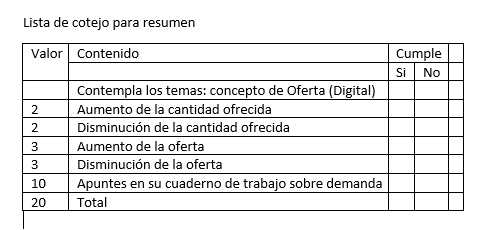 Lista de cotejo para resumen
Valor Contenido Cumple
Si No
Contempla los temas: concepto de Oferta (Digital)
2 Aumento de la cantidad ofrecida
2 Disminución de la cantidad ofrecida
3 Aumento de la oferta
3 Disminución de la oferta
10 Apuntes en su cuaderno de trabajo sobre demanda
20 Total